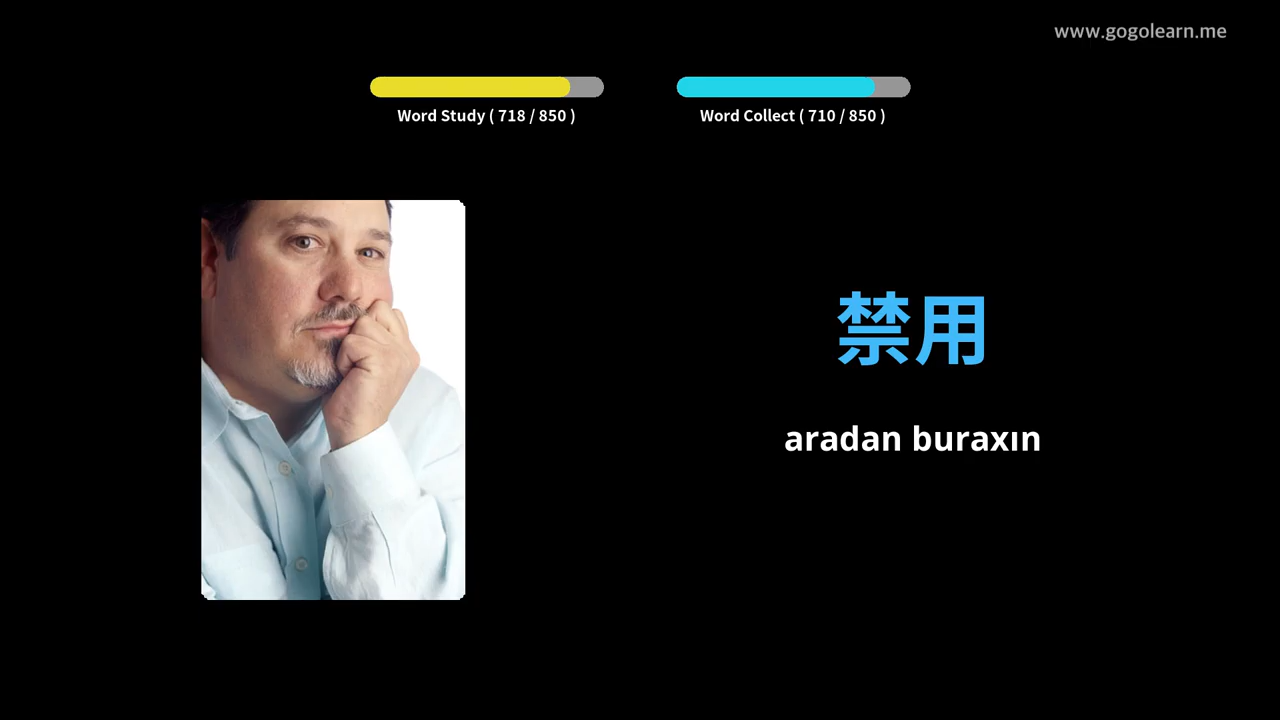 www.gogolearn.me
Word Study ( 718 / 850 )
Word Collect ( 710 / 850 )
禁用
aradan buraxın